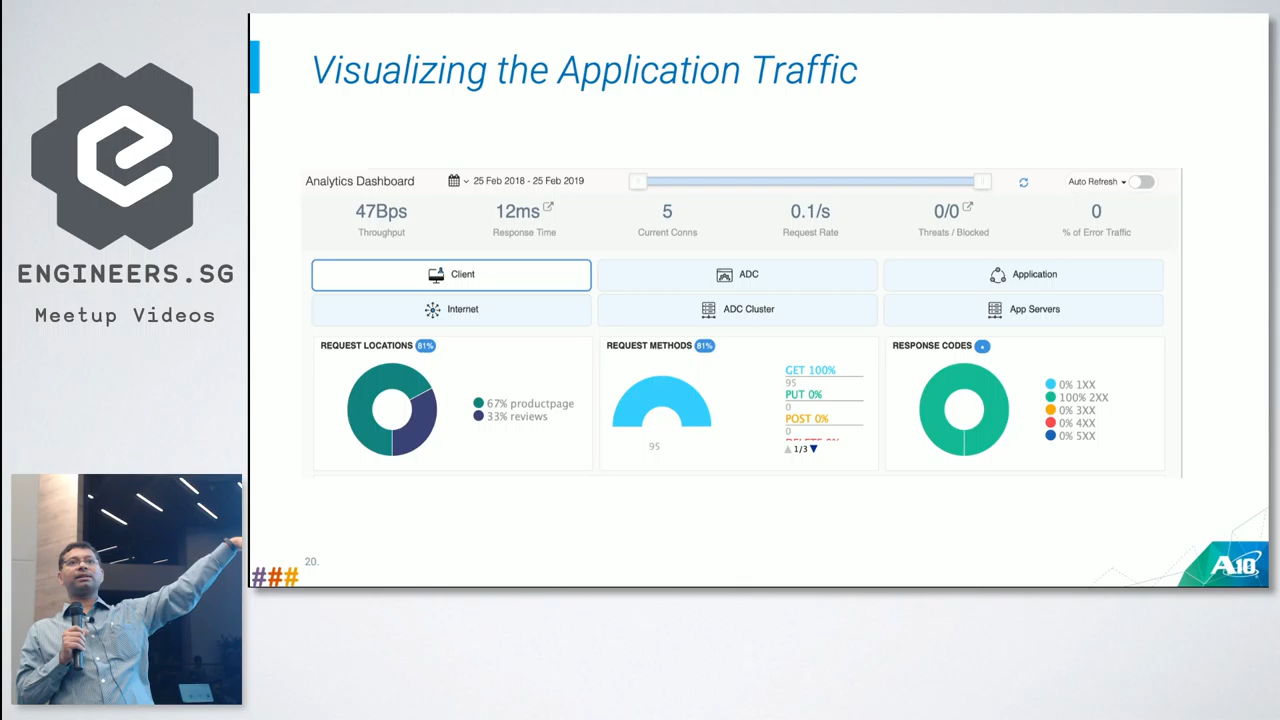 Visualizing the Application Traffic
ENGINEERS.SG
Meetup Videos
Analytics Dashboard
25 Feb 2018 - 25 Feb 2019
Auto Refresh
47Bps
12ms
5
0.1/s
0/0
0
Throughput
Response Time
Current Conns
Request Rate
Threats / Blocked
% of Error Traffic
Client
ADC
Application
Internet
ADC Cluster
App Servers
REQUEST LOCATIONS 81%
67% productpage
33% reviews
REQUEST METHODS 81%
95
GET 100%
95
PUT 0%
0
POST 0%
0
DELETE 0%
1/3
RESPONSE CODES
0% 1XX
100% 2XX
0% 3XX
0% 4XX
0% 5XX
20.
###
A10